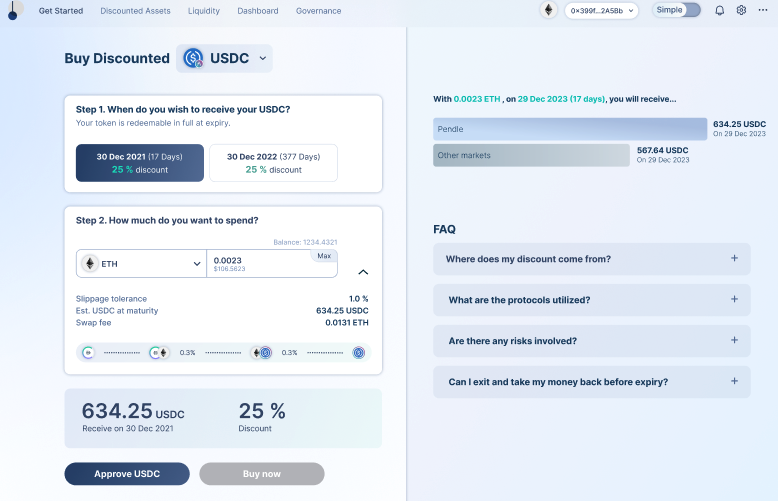 Get Started Discounted Assets Liquidity Dashboard Governance 0x399f...2A5Bb Simple
Buy Discounted USDC
Step 1. When do you wish to receive your USDC?
Your token is redeemable in full at expiry.
30 Dec 2021 (17 Days)
25 % discount
30 Dec 2022 (377 Days)
25 % discount
Step 2. How much do you want to spend?
Balance: 1234.4321
ETH
0.0023
$106.5623
Max
Slippage tolerance 1.0 %
Est. USDC at maturity 634.25 USDC
Swap fee 0.0131 ETH
0.3% 0.3%
634.25 USDC
Receive on 30 Dec 2021
25 %
Discount
Approve USDC
Buy now
With 0.0023 ETH , on 29 Dec 2023 (17 days), you will receive...
Pendle
634.25 USDC
On 29 Dec 2023
Other markets
567.64 USDC
On 29 Dec 2023
FAQ
Where does my discount come from? +
What are the protocols utilized? +
Are there any risks involved? +
Can I exit and take my money back before expiry? +